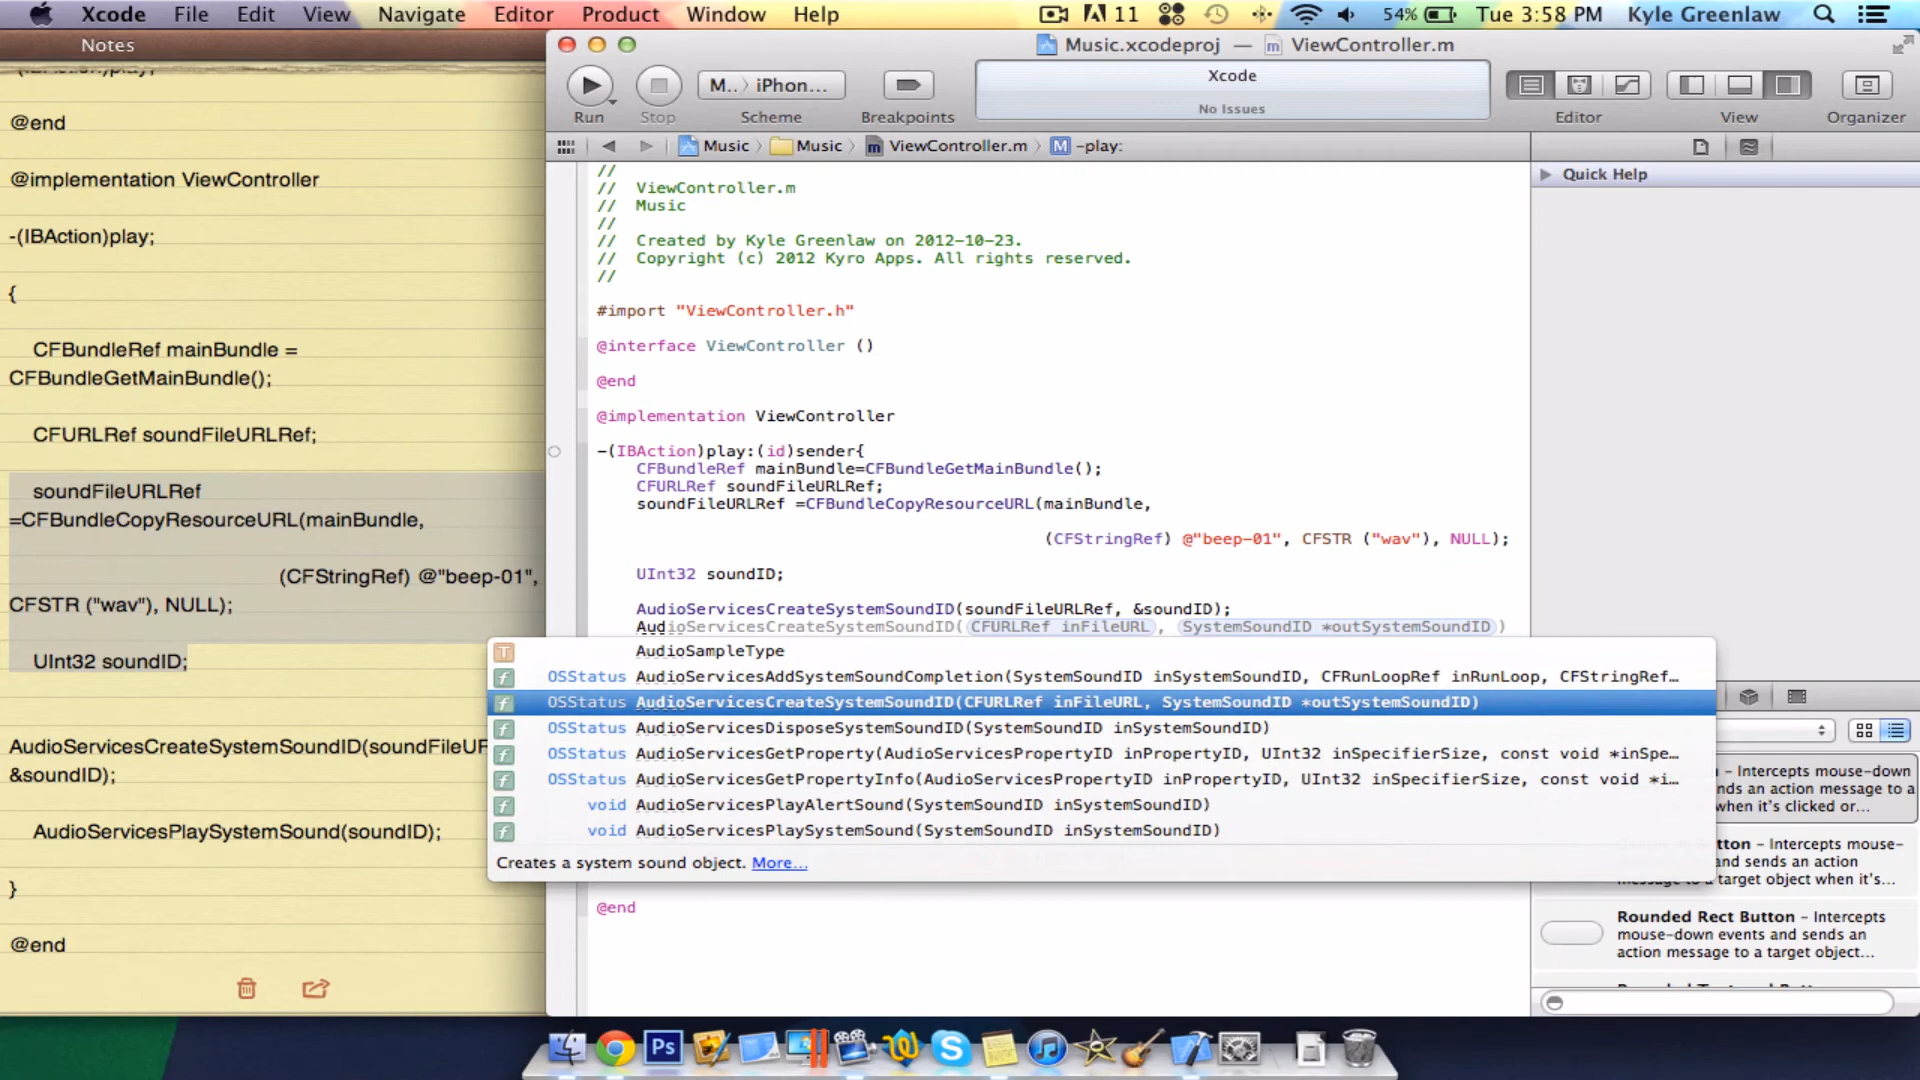 Xcode File Edit View Navigate Editor Product Window Help 11 54% Tue 3:58 PM Kyle Greenlaw
Notes
-(IBAction)play;
@end
@implementation ViewController
-(IBAction)play;
{
CFBundleRef mainBundle =
CFBundleGetMainBundle();
CFURLRef soundFileURLRef;
soundFileURLRef
=CFBundleCopyResourceURL(mainBundle,
(CFStringRef) @"beep-01",
CFSTR ("wav"), NULL);
UInt32 soundID;
AudioServicesCreateSystemSoundID(soundFileUR
&soundID);
AudioServicesPlaySystemSound(soundID);
}
@end
Music.xcodeproj — ViewController.m
M.. iPhon...
Xcode
No Issues
Run Stop Scheme Breakpoints Editor View Organizer
Music Music ViewController.m -play:
//
// ViewController.m
// Music
//
// Created by Kyle Greenlaw on 2012-10-23.
// Copyright (c) 2012 Kyro Apps. All rights reserved.
//
#import "ViewController.h"
@interface ViewController ()
@end
@implementation ViewController
-(IBAction)play:(id)sender{
CFBundleRef mainBundle=CFBundleGetMainBundle();
CFURLRef soundFileURLRef;
soundFileURLRef =CFBundleCopyResourceURL(mainBundle,
(CFStringRef) @"beep-01", CFSTR ("wav"), NULL);
UInt32 soundID;
AudioServicesCreateSystemSoundID(soundFileURLRef, &soundID);
AudioServicesCreateSystemSoundID(CFURLRef inFileURL, SystemSoundID *outSystemSoundID)
T AudioSampleType
f OSStatus AudioServicesAddSystemSoundCompletion(SystemSoundID inSystemSoundID, CFRunLoopRef inRunLoop, CFStringRef...
f OSStatus AudioServicesCreateSystemSoundID(CFURLRef inFileURL, SystemSoundID *outSystemSoundID)
f OSStatus AudioServicesDisposeSystemSoundID(SystemSoundID inSystemSoundID)
f OSStatus AudioServicesGetProperty(AudioServicesPropertyID inPropertyID, UInt32 inSpecifierSize, const void *inSpe...
f OSStatus AudioServicesGetPropertyInfo(AudioServicesPropertyID inPropertyID, UInt32 inSpecifierSize, const void *i...
f void AudioServicesPlayAlertSound(SystemSoundID inSystemSoundID)
f void AudioServicesPlaySystemSound(SystemSoundID inSystemSoundID)
Creates a system sound object. More...
@end
Quick Help
- Intercepts mouse-down
nds an action message to a
when it's clicked or...
tton - Intercepts mouse-
and sends an action
message to a target object when it's...
Rounded Rect Button - Intercepts
mouse-down events and sends an
action message to a target object...
Ps